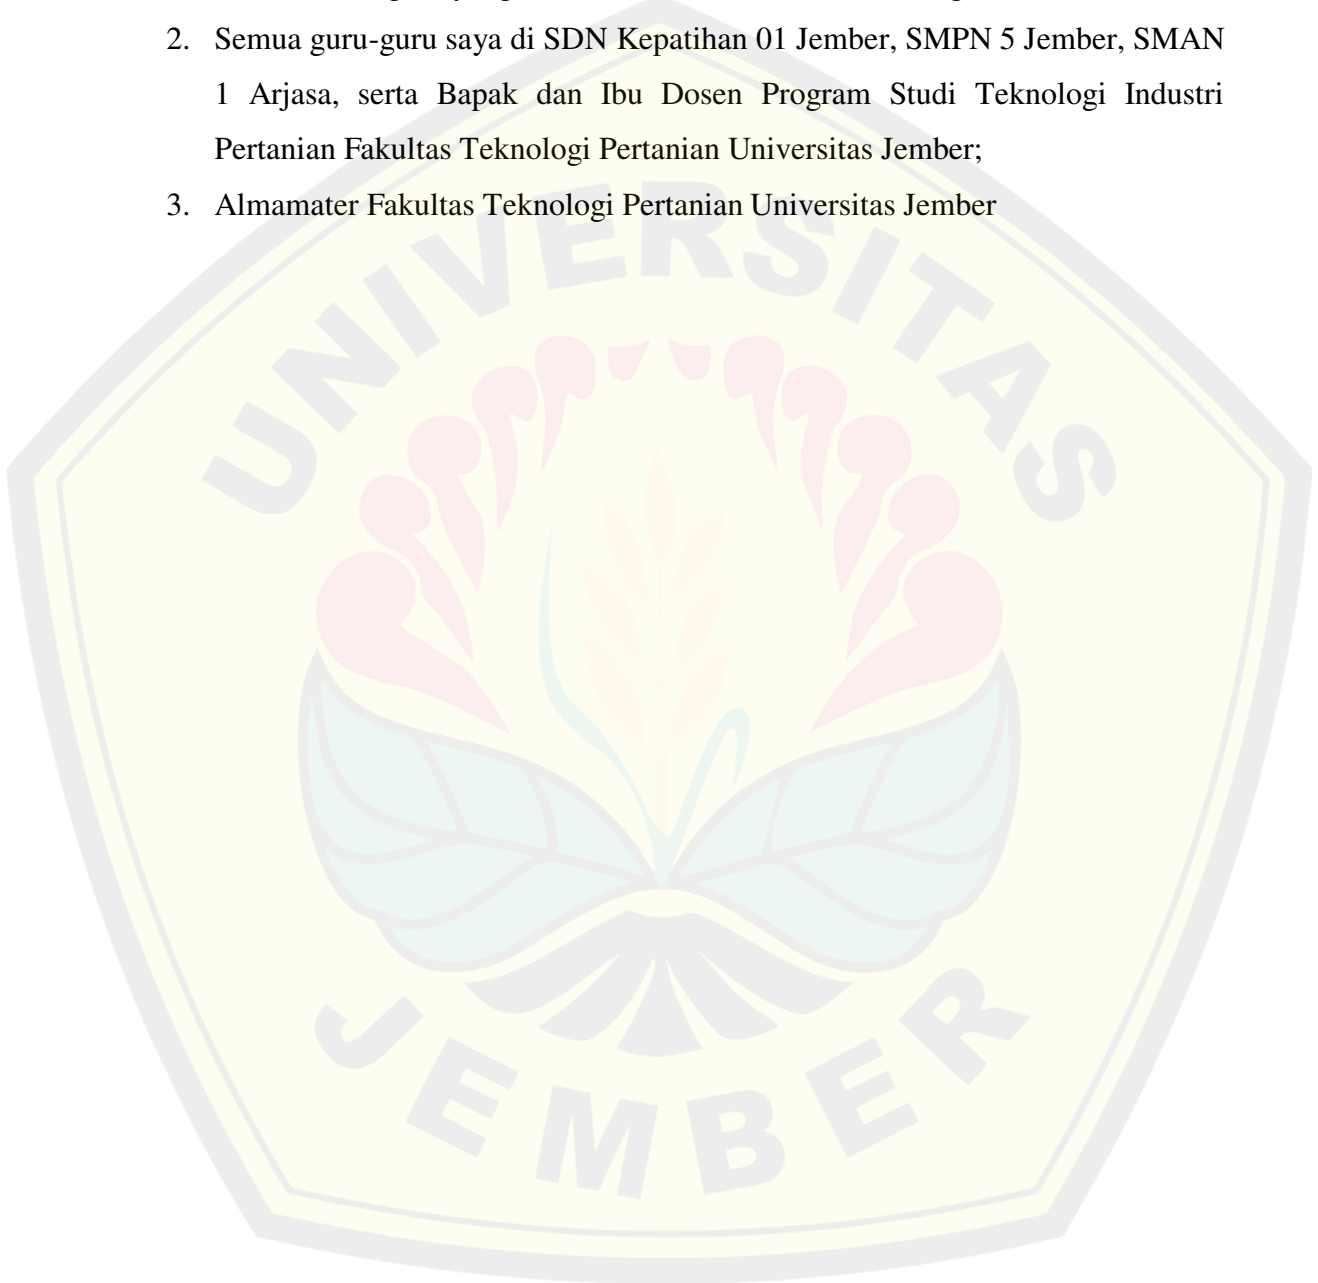 2. Semua guru-guru saya di SDN Kepatihan 01 Jember, SMPN 5 Jember, SMAN
1 Arjasa, serta Bapak dan Ibu Dosen Program Studi Teknologi Industri
Pertanian Fakultas Teknologi Pertanian Universitas Jember;
3. Almamater Fakultas Teknologi Pertanian Universitas Jember
UNIVERSITAS
JEMBER